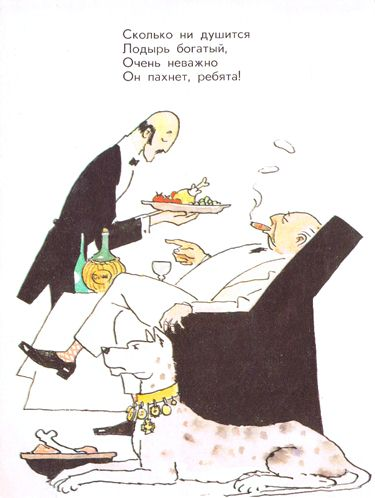 Сколько ни душится
Лодырь богатый,
Очень неважно
Он пахнет, ребята!